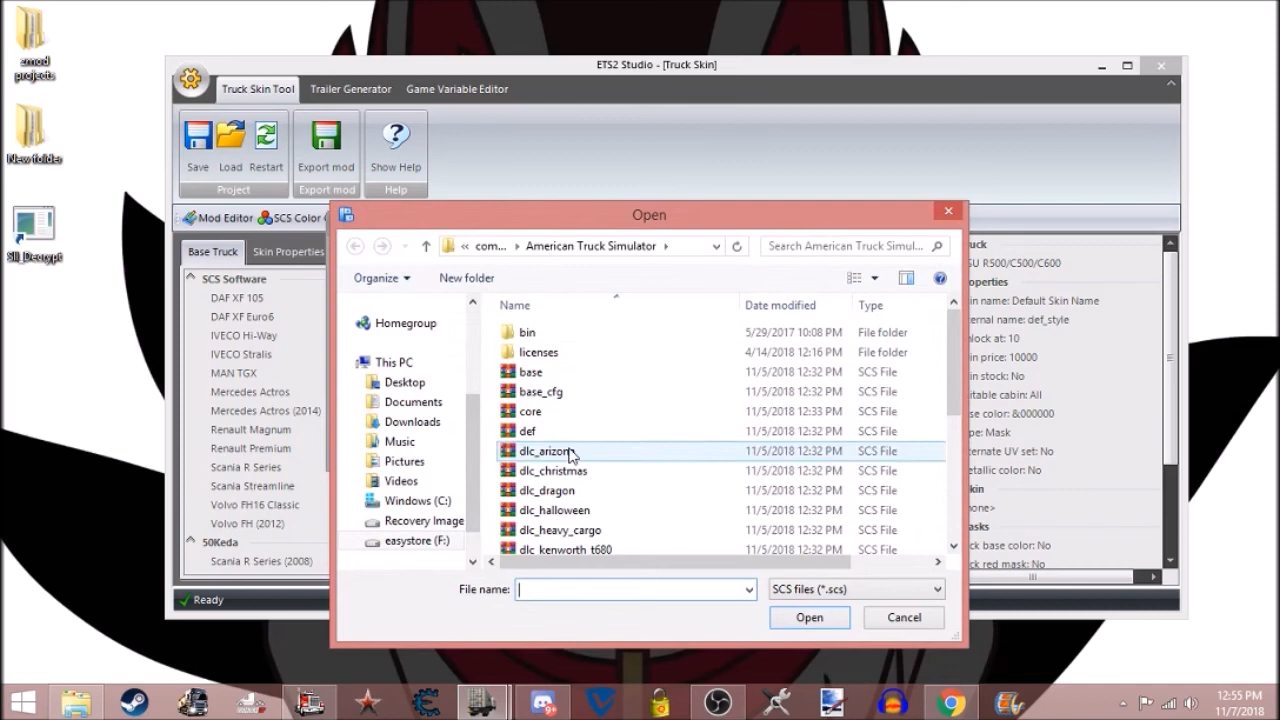 zmod
projects
New folder
SII_Decrypt
ETS2 Studio - [Truck Skin]
Truck Skin Tool
Trailer Generator
Game Variable Editor
Save
Load
Restart
Export mod
Show Help
Project
Export mod
Help
Mod Editor
SCS Color
Base Truck
Skin Properties
SCS Software
DAF XF 105
DAF XF Euro6
IVECO Hi-Way
IVECO Stralis
MAN TGX
Mercedes Actros
Mercedes Actros (2014)
Renault Magnum
Renault Premium
Scania R Series
Scania Streamline
Volvo FH16 Classic
Volvo FH (2012)
50Keda
Scania R Series (2008)
Ready
Open
« com...
American Truck Simulator
Search American Truck Simul...
Organize
New folder
Homegroup
This PC
Desktop
Documents
Downloads
Music
Pictures
Videos
Windows (C:)
Recovery Image
easystore (F:)
Name Date modified Type
bin 5/29/2017 10:08 PM File folder
licenses 4/14/2018 12:16 PM File folder
base 11/5/2018 12:32 PM SCS File
base_cfg 11/5/2018 12:32 PM SCS File
core 11/5/2018 12:33 PM SCS File
def 11/5/2018 12:32 PM SCS File
dlc_arizona 11/5/2018 12:32 PM SCS File
dlc_christmas 11/5/2018 12:32 PM SCS File
dlc_dragon 11/5/2018 12:32 PM SCS File
dlc_halloween 11/5/2018 12:32 PM SCS File
dlc_heavy_cargo 11/5/2018 12:32 PM SCS File
dlc_kenworth_t680 11/5/2018 12:32 PM SCS File
File name:
SCS files (*.scs)
Open
Cancel
uck
SU R500/C500/C600
operties
in name: Default Skin Name
ternal name: def_style
lock at: 10
in price: 10000
in stock: No
itable cabin: All
se color: &000000
pe: Mask
ternate UV set: No
etallic color: No
kin
one>
asks
ck base color: No
ck red mask: No
9+
12:55 PM
11/7/2018